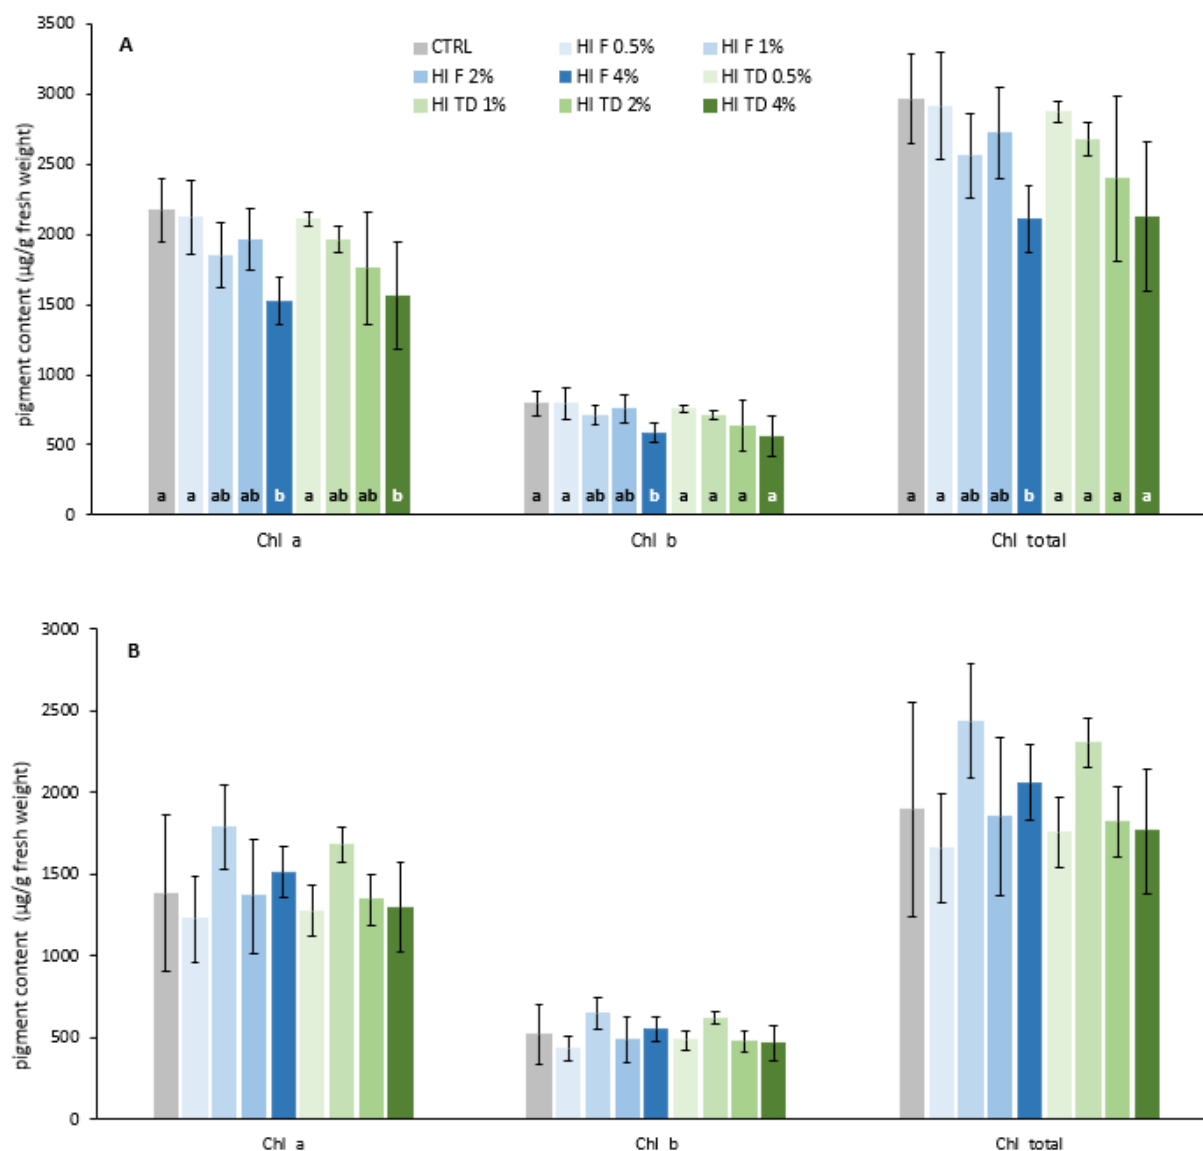 3500
A
CTRL HI F 0.5% HI F 1%
HI F 2% HI F 4% HI TD 0.5%
HI TD 1% HI TD 2% HI TD 4%
3000
2500
2000
1500
1000
500
0
pigment content (µg/g fresh weight)
a a ab ab b a ab ab b
a a ab ab b a a a a
a a ab ab b a a a a
Chl a Chl b Chl total
3000
B
2500
2000
1500
1000
500
0
pigment content (µg/g fresh weight)
Chl a Chl b Chl total